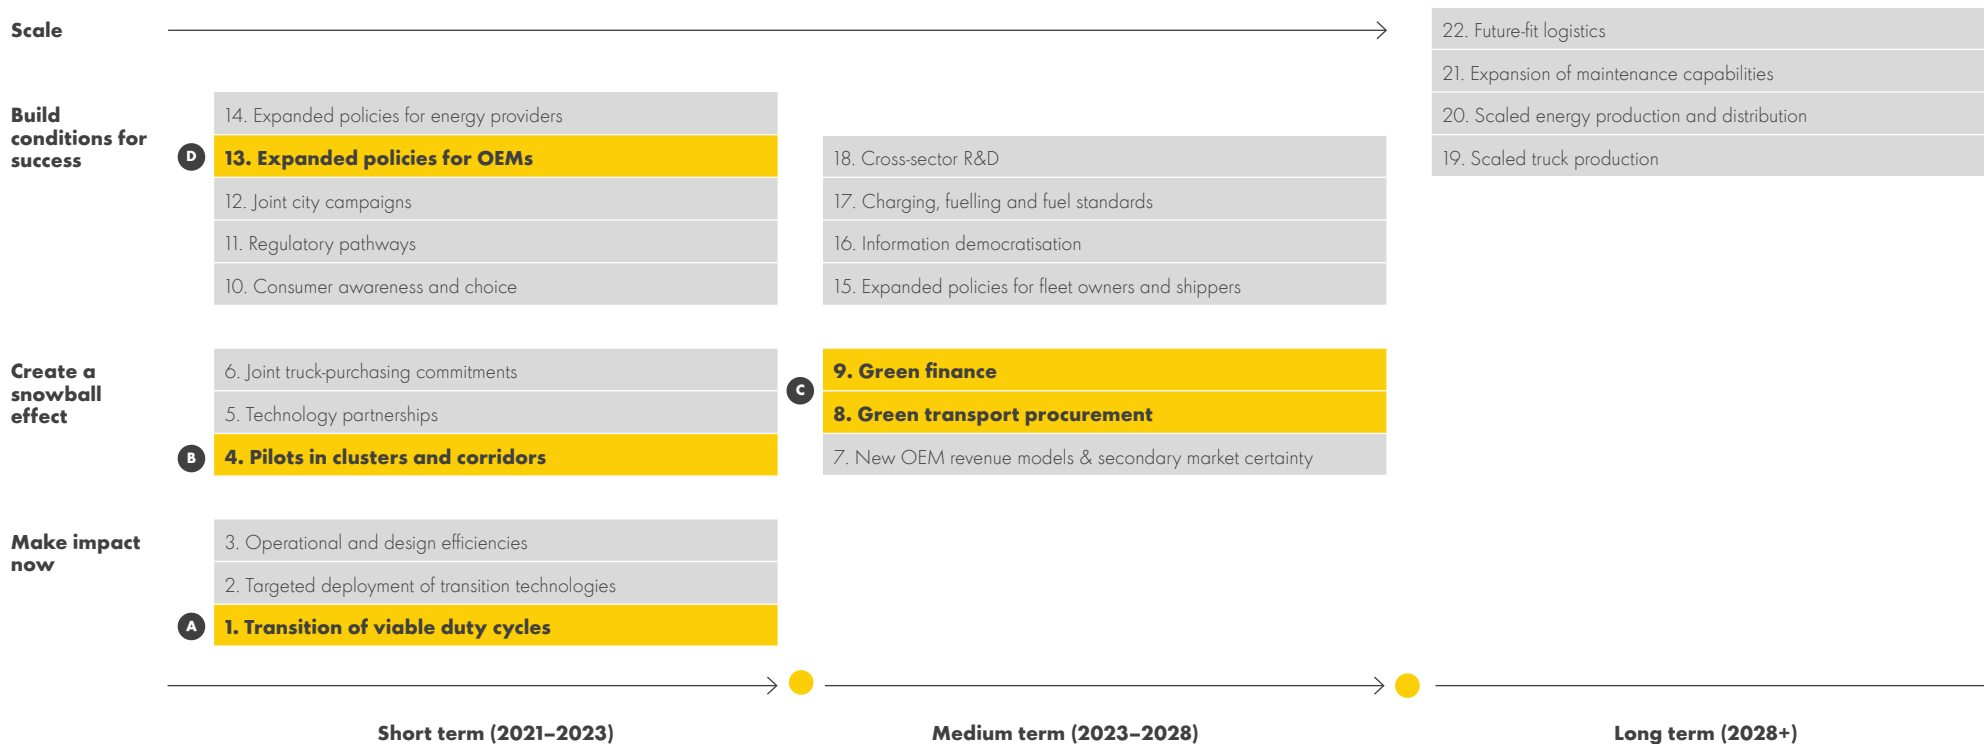 Scale
22. Future-fit logistics
21. Expansion of maintenance capabilities
20. Scaled energy production and distribution
19. Scaled truck production
Build
conditions for
success
14. Expanded policies for energy providers
D
13. Expanded policies for OEMs
12. Joint city campaigns
11. Regulatory pathways
10. Consumer awareness and choice
18. Cross-sector R&D
17. Charging, fuelling and fuel standards
16. Information democratisation
15. Expanded policies for fleet owners and shippers
Create a
snowball
effect
6. Joint truck-purchasing commitments
5. Technology partnerships
B
4. Pilots in clusters and corridors
C
9. Green finance
8. Green transport procurement
7. New OEM revenue models & secondary market certainty
Make impact
now
3. Operational and design efficiencies
2. Targeted deployment of transition technologies
A
1. Transition of viable duty cycles
Short term (2021–2023)
Medium term (2023–2028)
Long term (2028+)